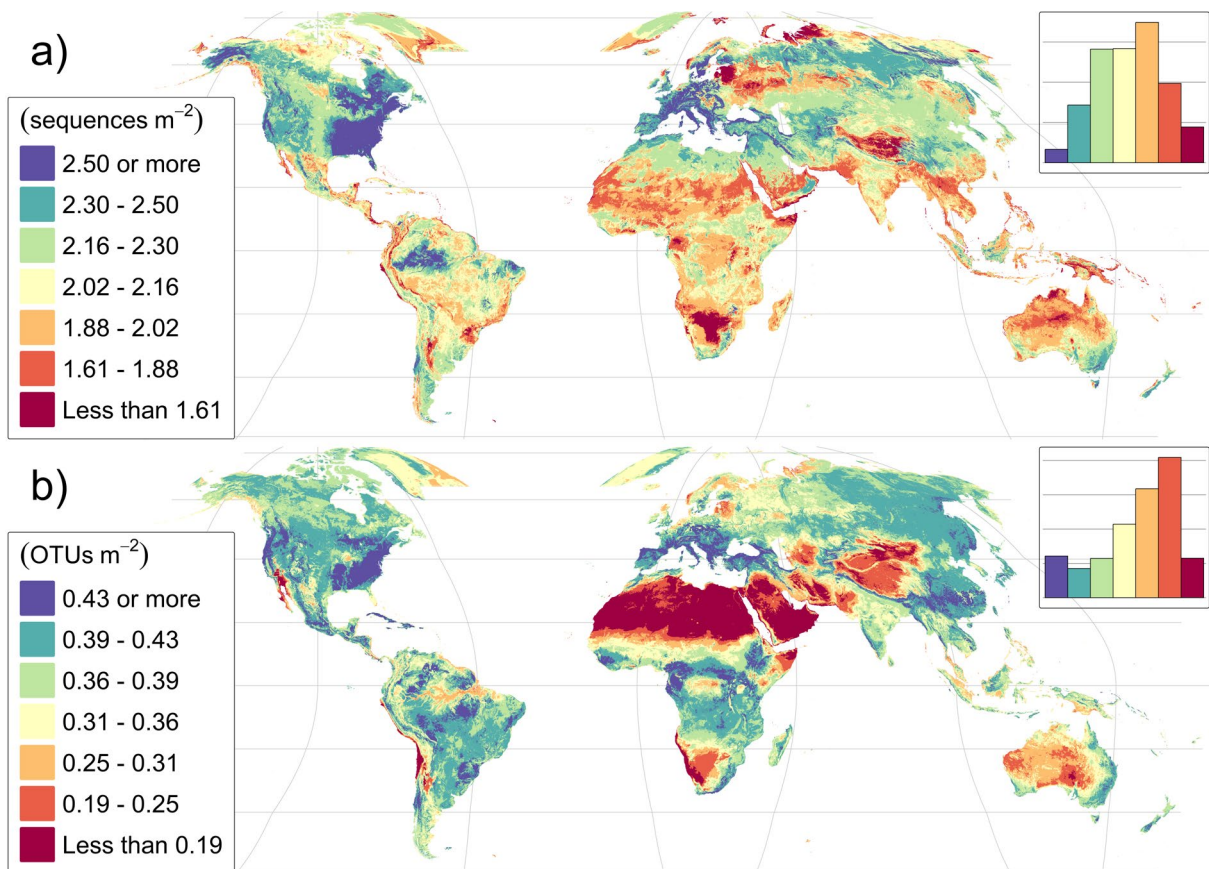 a)
(sequences m⁻²)
2.50 or more
2.30 - 2.50
2.16 - 2.30
2.02 - 2.16
1.88 - 2.02
1.61 - 1.88
Less than 1.61
b)
(OTUs m⁻²)
0.43 or more
0.39 - 0.43
0.36 - 0.39
0.31 - 0.36
0.25 - 0.31
0.19 - 0.25
Less than 0.19